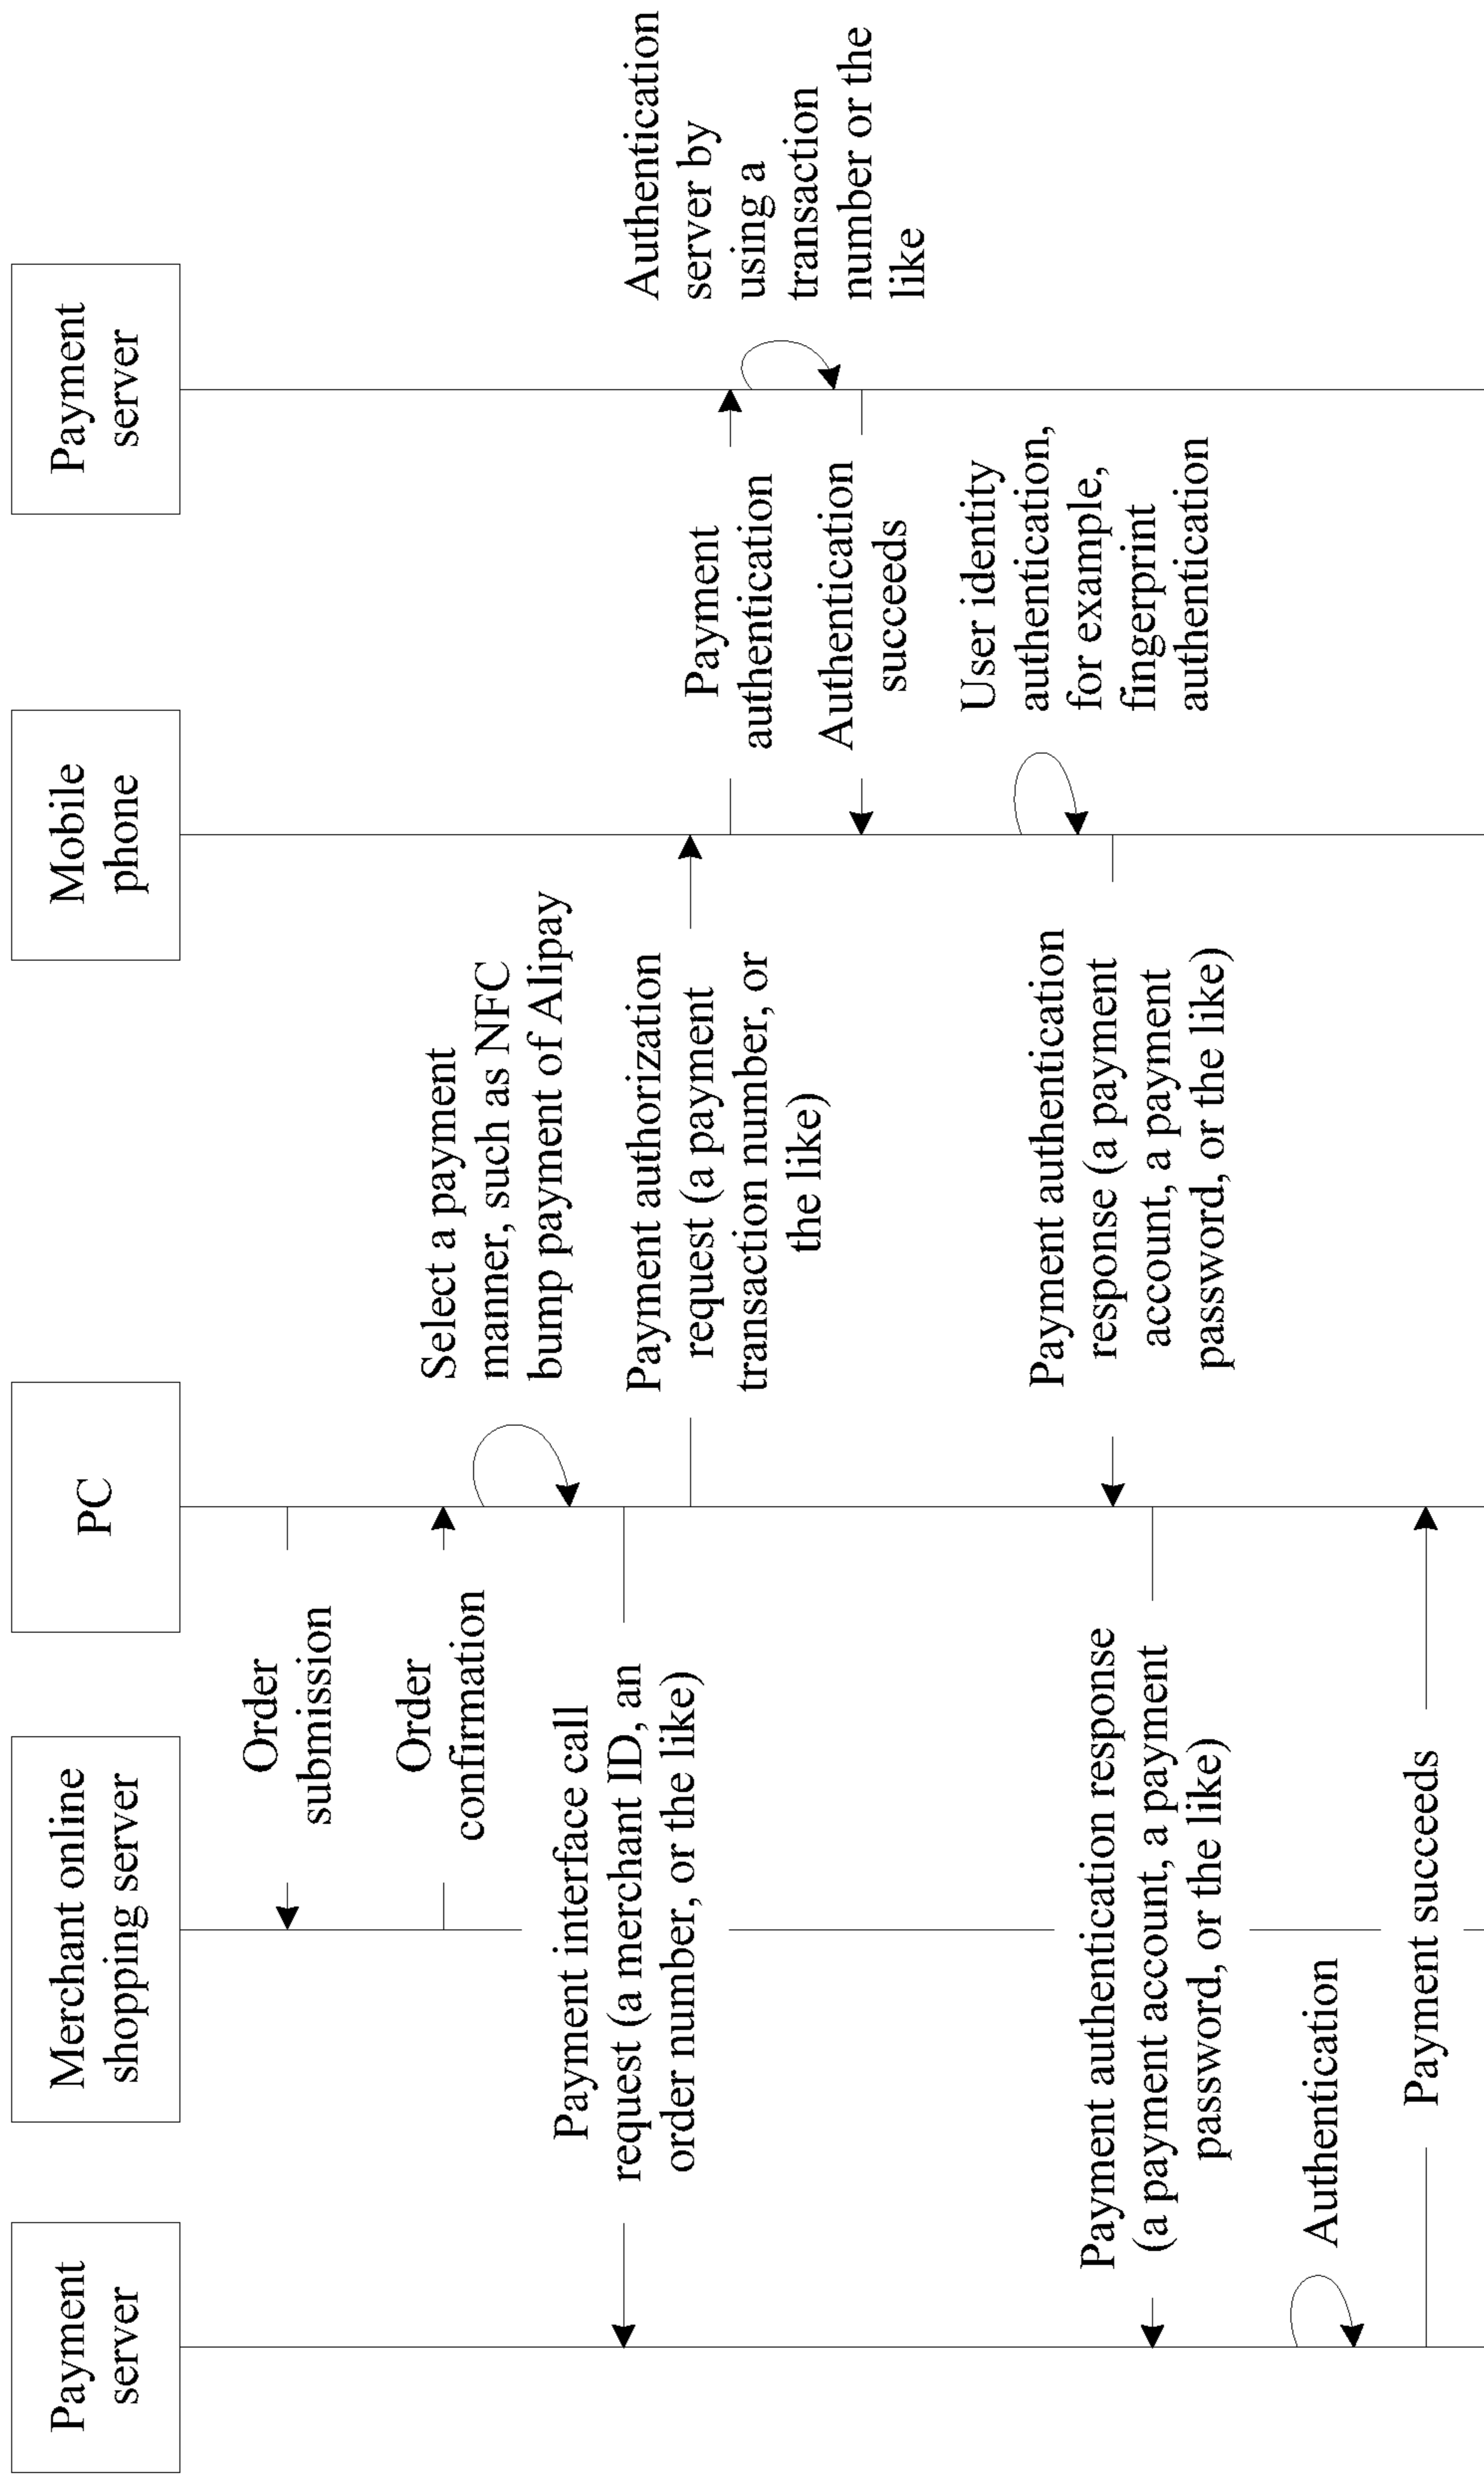 Payment
server
Merchant online
shopping server
PC
Mobile
phone
Payment
server
Order
submission
Order
confirmation
Select a payment
manner, such as NFC
bump payment of Alipay
Payment interface call
request (a merchant ID, an
order number, or the like)
Payment authorization
request (a payment
transaction number, or
the like)
Payment
authentication
Authentication
server by
using a
transaction
number or the
like
Authentication
succeeds
User identity
authentication,
for example,
fingerprint
authentication
Payment authentication
response (a payment
account, a payment
password, or the like)
Payment authentication response
(a payment account, a payment
password, or the like)
Authentication
Payment succeeds